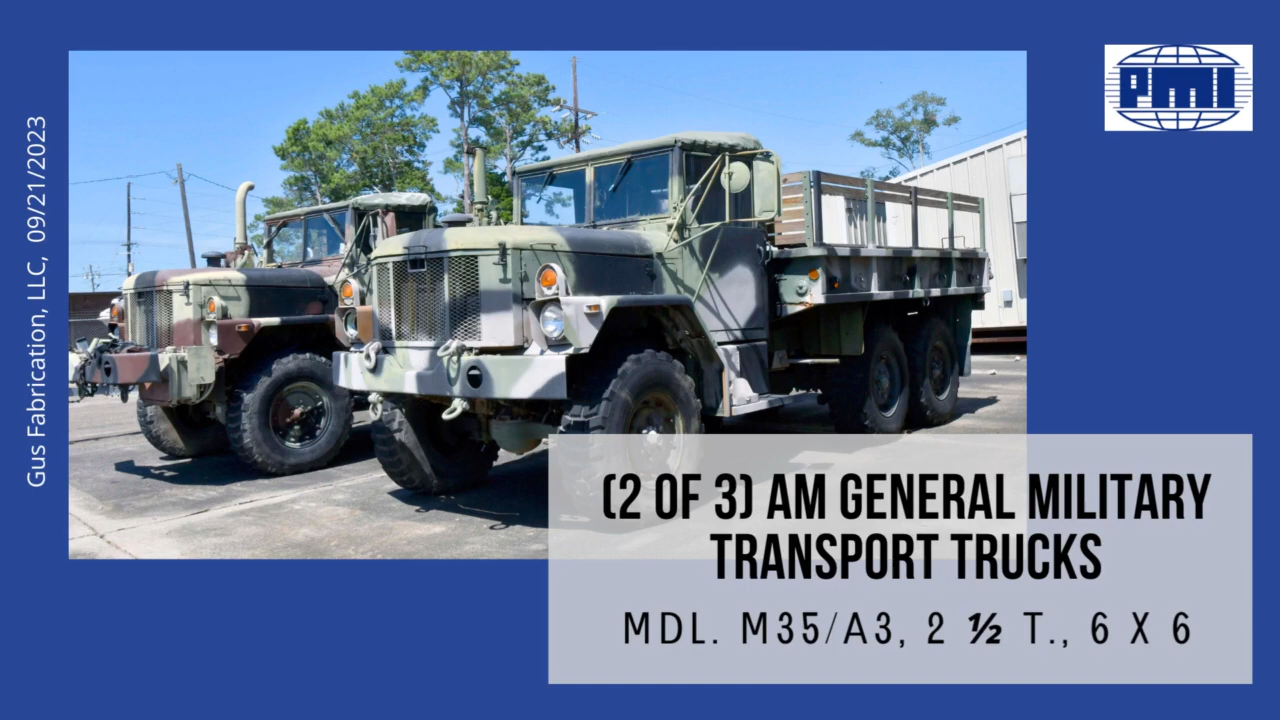 Gus Fabrication, LLC, 09/21/2023
PMI
(2 OF 3) AM GENERAL MILITARY
TRANSPORT TRUCKS
MDL. M35/A3, 2 ½ T., 6 X 6